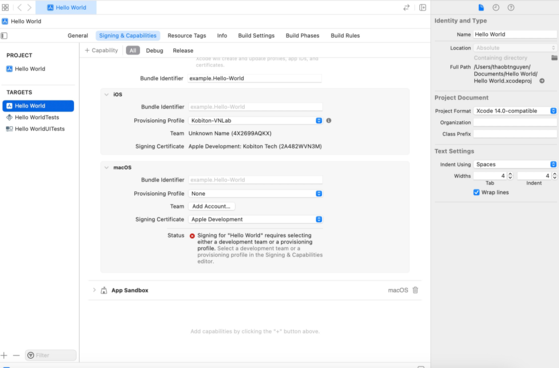 Hello World
Hello World
General
Signing & Capabilities
Resource Tags
Info
Build Settings
Build Phases
Build Rules
+ Capability
All
Debug
Release
PROJECT
Hello World
TARGETS
Hello World
Hello WorldTests
Hello WorldUITests
Filter
Xcode will create and update profiles, app IDs, and
certificates.
Bundle Identifier example.Hello-World
iOS
Bundle Identifier example.Hello-World
Provisioning Profile Kobiton-VNLab
Team Unknown Name (4X2699AQKX)
Signing Certificate Apple Development: Kobiton Tech (2A482WVN3M)
macOS
Bundle Identifier example.Hello-World
Provisioning Profile None
Team Add Account...
Signing Certificate Apple Development
Status Signing for "Hello World" requires selecting
either a development team or a provisioning
profile. Select a development team or a
provisioning profile in the Signing & Capabilities
editor.
App Sandbox
macOS
Add capabilities by clicking the "+" button above.
Identity and Type
Name Hello World
Location Absolute
Containing directory
Full Path /Users/thaobtnguyen/
Documents/Hello World/
Hello World.xcodeproj
Project Document
Project Format Xcode 14.0-compatible
Organization
Class Prefix
Text Settings
Indent Using Spaces
Widths 4 4
Tab Indent
Wrap lines